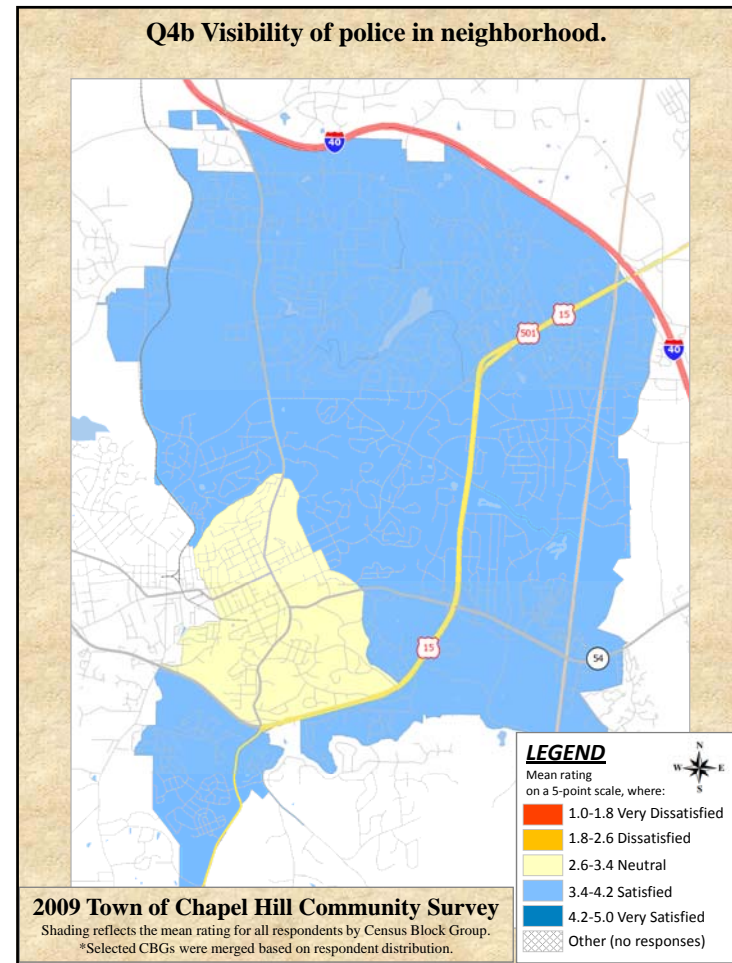 Q4b Visibility of police in neighborhood.
40
15
501
40
15
54
LEGEND
N
W E
S
Mean rating
on a 5-point scale, where:
1.0-1.8 Very Dissatisfied
1.8-2.6 Dissatisfied
2.6-3.4 Neutral
3.4-4.2 Satisfied
4.2-5.0 Very Satisfied
Other (no responses)
2009 Town of Chapel Hill Community Survey
Shading reflects the mean rating for all respondents by Census Block Group.
*Selected CBGs were merged based on respondent distribution.